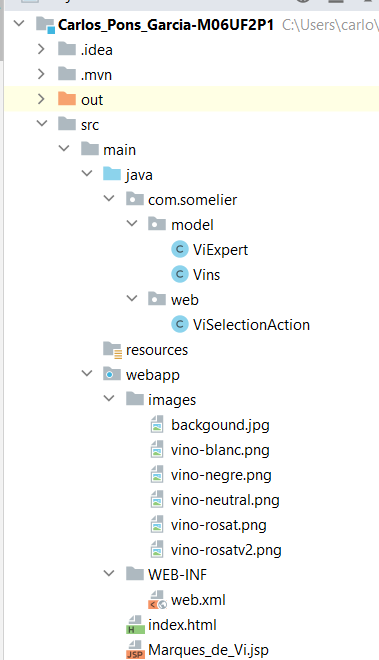 Carlos_Pons_Garcia-M06UF2P1 C:\Users\carlo\
.idea
.mvn
out
src
main
java
com.somelier
model
ViExpert
Vins
web
ViSelectionAction
resources
webapp
images
backgound.jpg
vino-blanc.png
vino-negre.png
vino-neutral.png
vino-rosat.png
vino-rosatv2.png
WEB-INF
web.xml
index.html
Marques_de_Vi.jsp